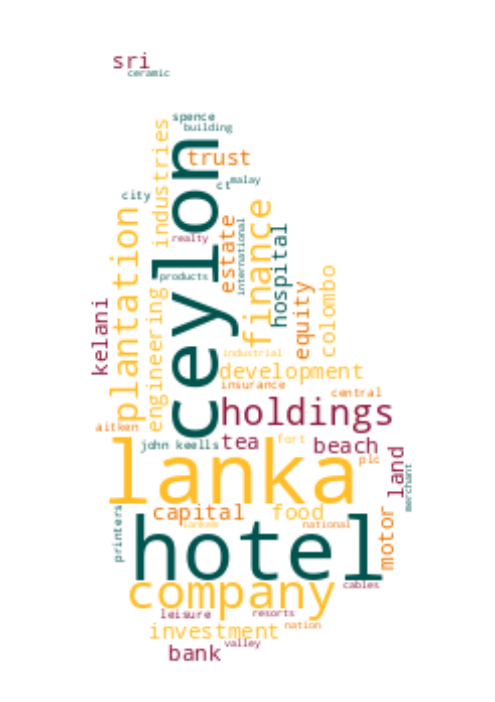 sri
ceramic
spence
building
industries
trust
ct
malay
city
ceylon
plantation
finance
estate
international
hospital
realty
products
colombo
equity
kelani
engineering
industrial
development
insurance
central
holdings
aitken
john keells
tea
fort
beach
plc
land
merchant
lanka
capital
food
lankem
national
motor
printers
hotel
company
cables
leisure
resorts
investment
nation
valley
bank